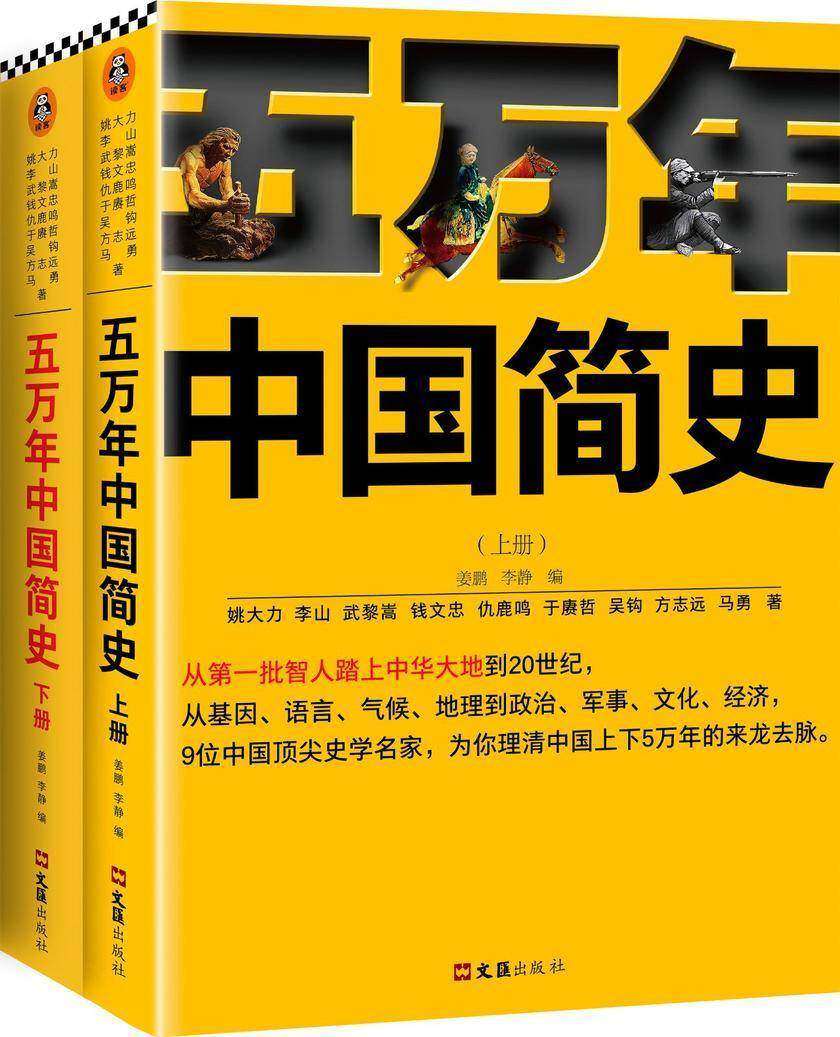 读客
姚大力
李山
武黎嵩
钱文忠
仇鹿鸣
于赓哲
吴钩
方志远
马勇
著
五万年中国简史
下册
姜鹏 李静 编
文匯出版社
读客
姚大力
李山
武黎嵩
钱文忠
仇鹿鸣
于赓哲
吴钩
方志远
马勇
著
五万年中国简史
上册
姜鹏 李静 编
文匯出版社
五万年
中国简史
（上册）
姜鹏 李静 编
姚大力 李山 武黎嵩 钱文忠 仇鹿鸣 于赓哲 吴钩 方志远 马勇 著
从第一批智人踏上中华大地到20世纪，
从基因、语言、气候、地理到政治、军事、文化、经济，
9位中国顶尖史学名家，为你理清中国上下5万年的来龙去脉。
文匯出版社